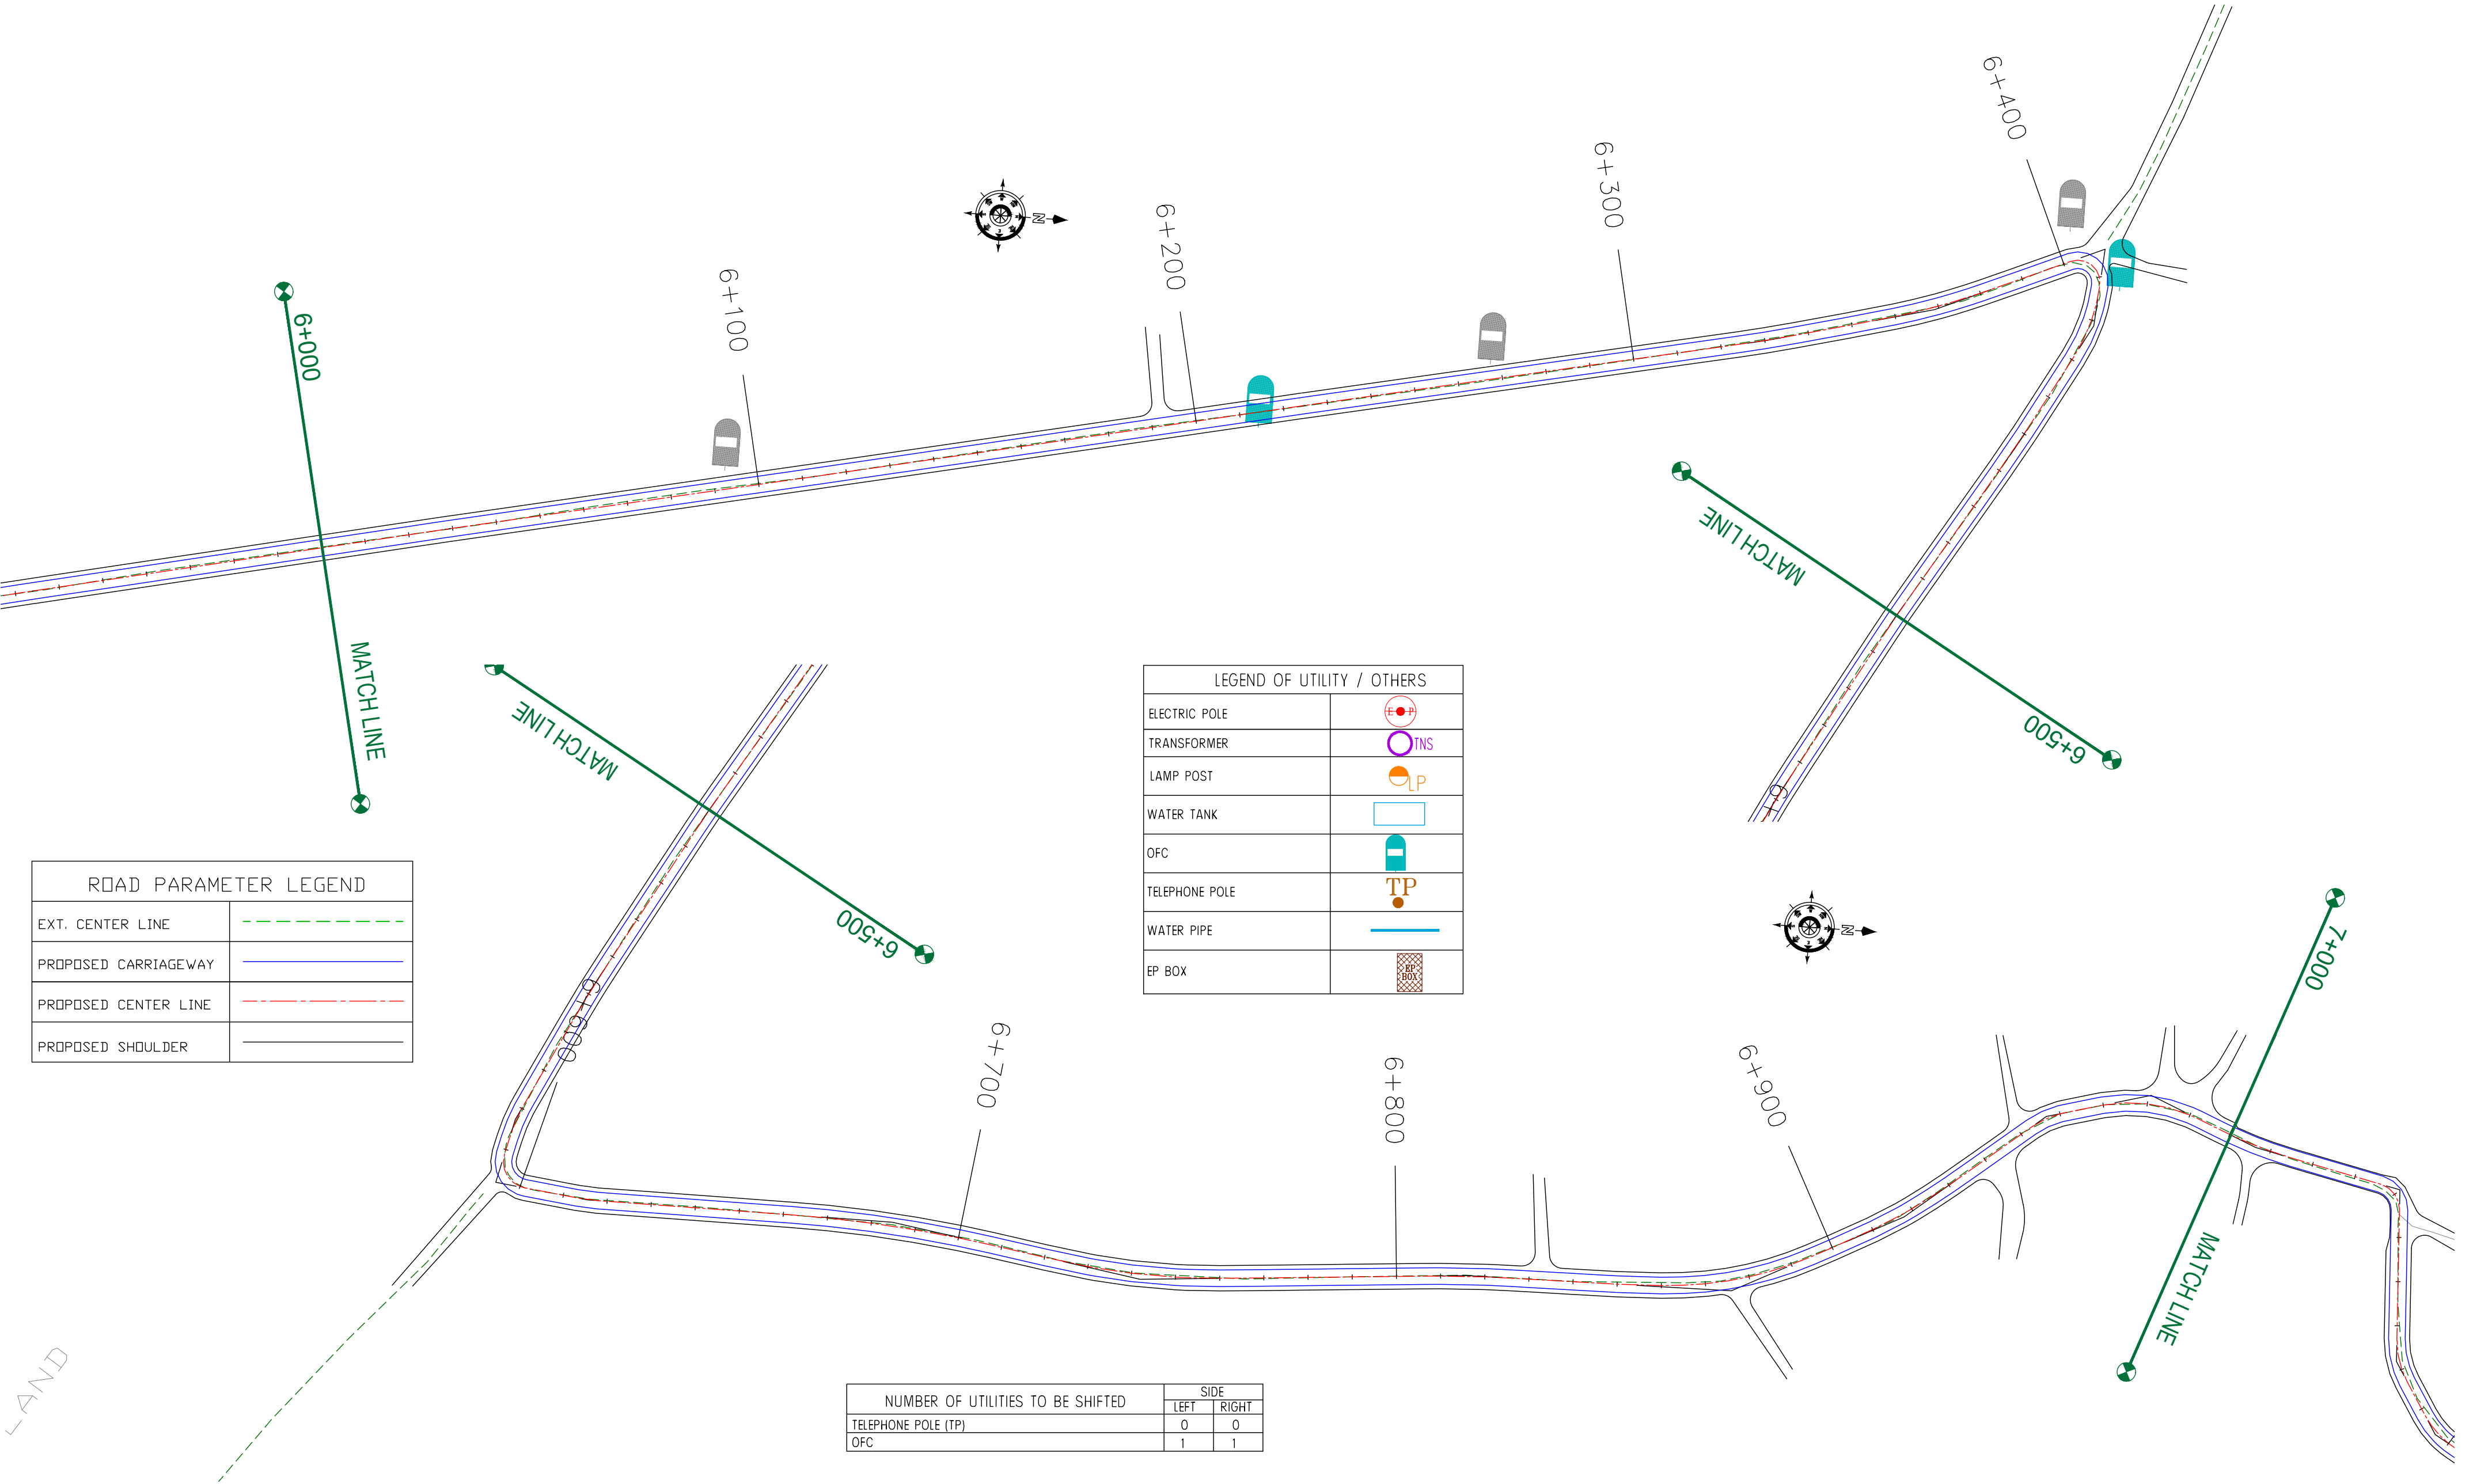 6+400
6+300
6+200
6+100
6+000
N
MATCH LINE
MATCH LINE
6+500
MATCH LINE
6+500
LEGEND OF UTILITY / OTHERS
ELECTRIC POLE E P
TRANSFORMER TNS
LAMP POST LP
WATER TANK
OFC
TELEPHONE POLE TP
WATER PIPE
EP BOX EP BOX
ROAD PARAMETER LEGEND
EXT. CENTER LINE
PROPOSED CARRIAGEWAY
PROPOSED CENTER LINE
PROPOSED SHOULDER
N
7+000
MATCH LINE
6+600
6+700
6+800
6+900
LAND
NUMBER OF UTILITIES TO BE SHIFTED SIDE
LEFT RIGHT
TELEPHONE POLE (TP) 0 0
OFC 1 1